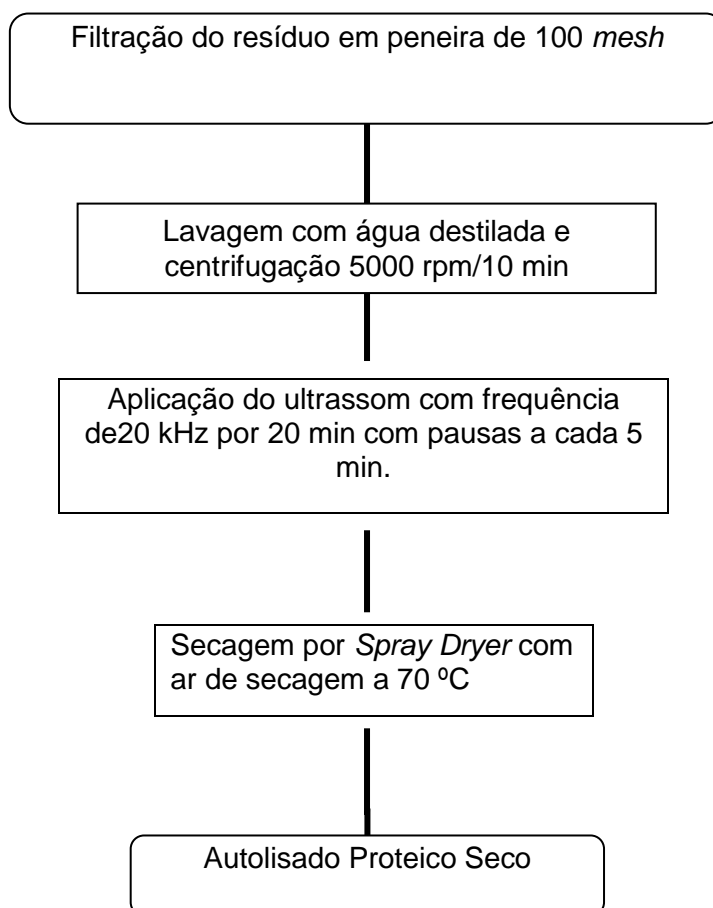 Filtração do resíduo em peneira de 100 mesh
Lavagem com água destilada e
centrifugação 5000 rpm/10 min
Aplicação do ultrassom com frequência
de20 kHz por 20 min com pausas a cada 5
min.
Secagem por Spray Dryer com
ar de secagem a 70 ºC
Autolisado Proteico Seco